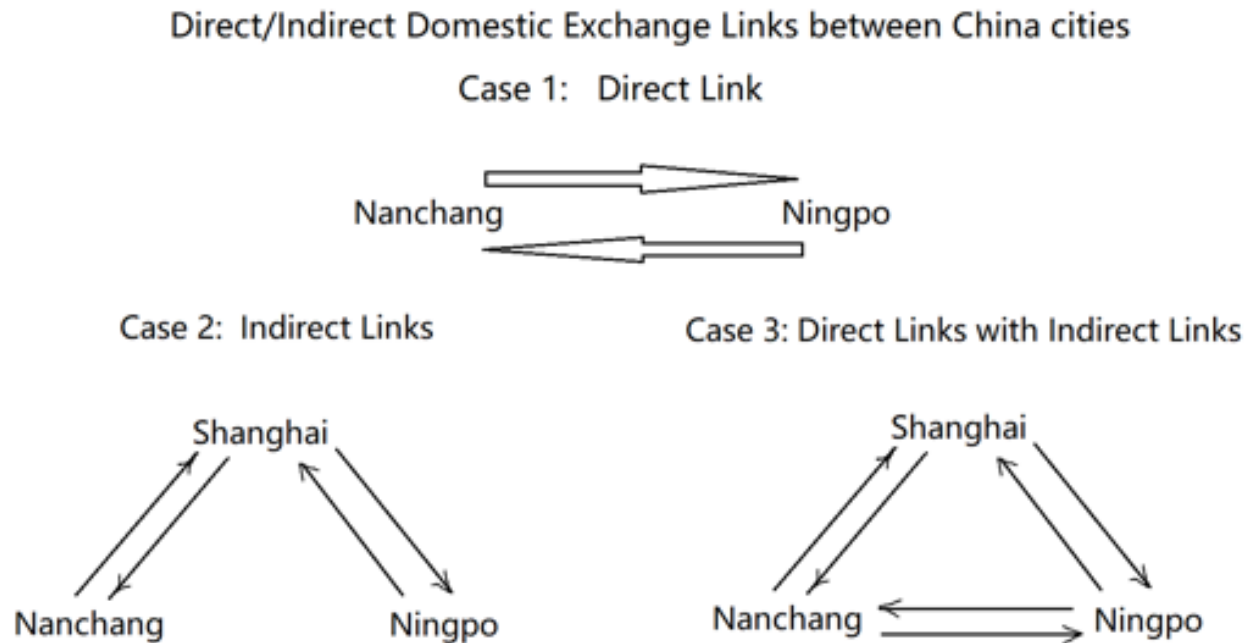 Direct/Indirect Domestic Exchange Links between China cities
Case 1: Direct Link
Nanchang Ningpo
Case 2: Indirect Links
Case 3: Direct Links with Indirect Links
Shanghai
Shanghai
Nanchang Ningpo
Nanchang Ningpo